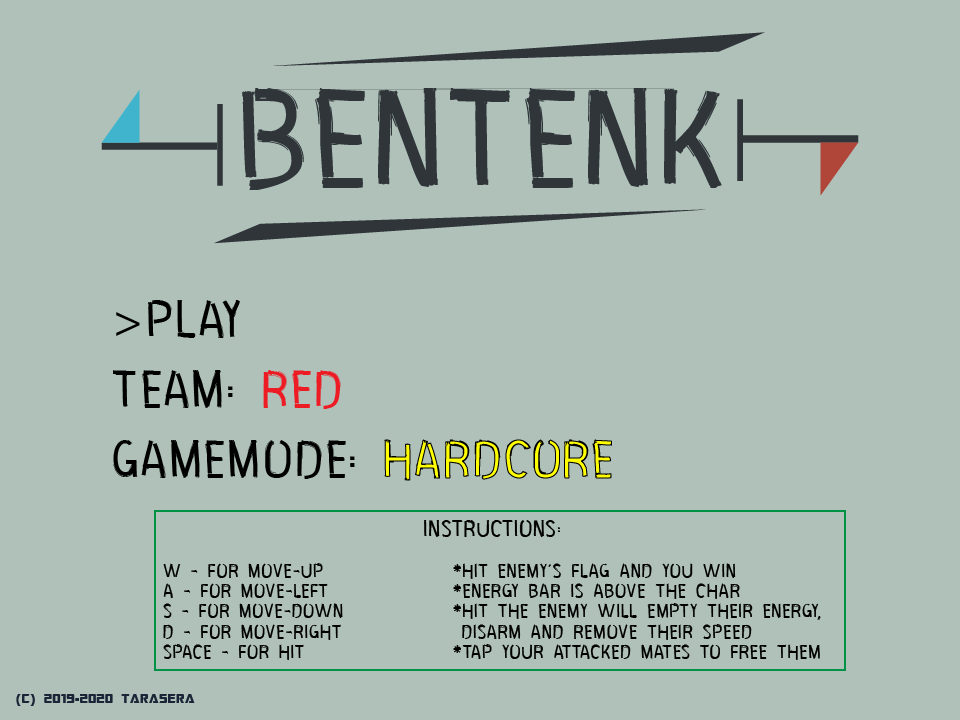 BENTENK
>PLAY
TEAM: RED
GAMEMODE: HARDCORE
INSTRUCTIONS:
W - FOR MOVE-UP
A - FOR MOVE-LEFT
S - FOR MOVE-DOWN
D - FOR MOVE-RIGHT
SPACE - FOR HIT
*HIT ENEMY'S FLAG AND YOU WIN
*ENERGY BAR IS ABOVE THE CHAR
*HIT THE ENEMY WILL EMPTY THEIR ENERGY,
DISARM AND REMOVE THEIR SPEED
*TAP YOUR ATTACKED MATES TO FREE THEM
(C) 2019-2020 TARASERA